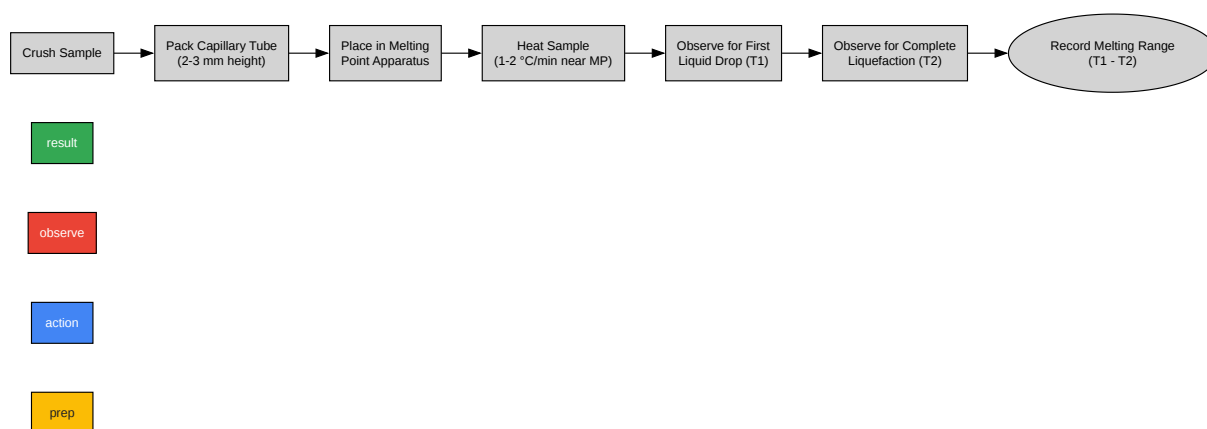 Crush Sample
Pack Capillary Tube
(2-3 mm height)
Place in Melting
Point Apparatus
Heat Sample
(1-2 °C/min near MP)
Observe for First
Liquid Drop (T1)
Observe for Complete
Liquefaction (T2)
Record Melting Range
(T1 - T2)
result
observe
action
prep